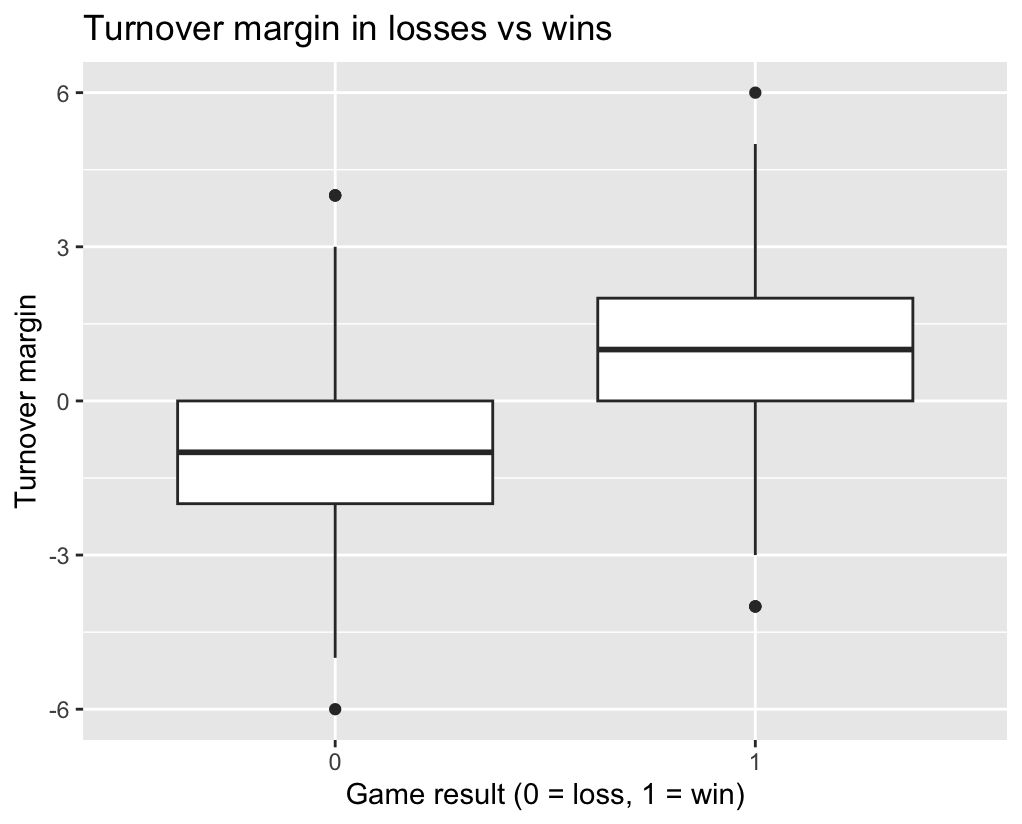 Turnover margin in losses vs wins
Turnover margin
6
3
0
-3
-6
0
1
Game result (0 = loss, 1 = win)